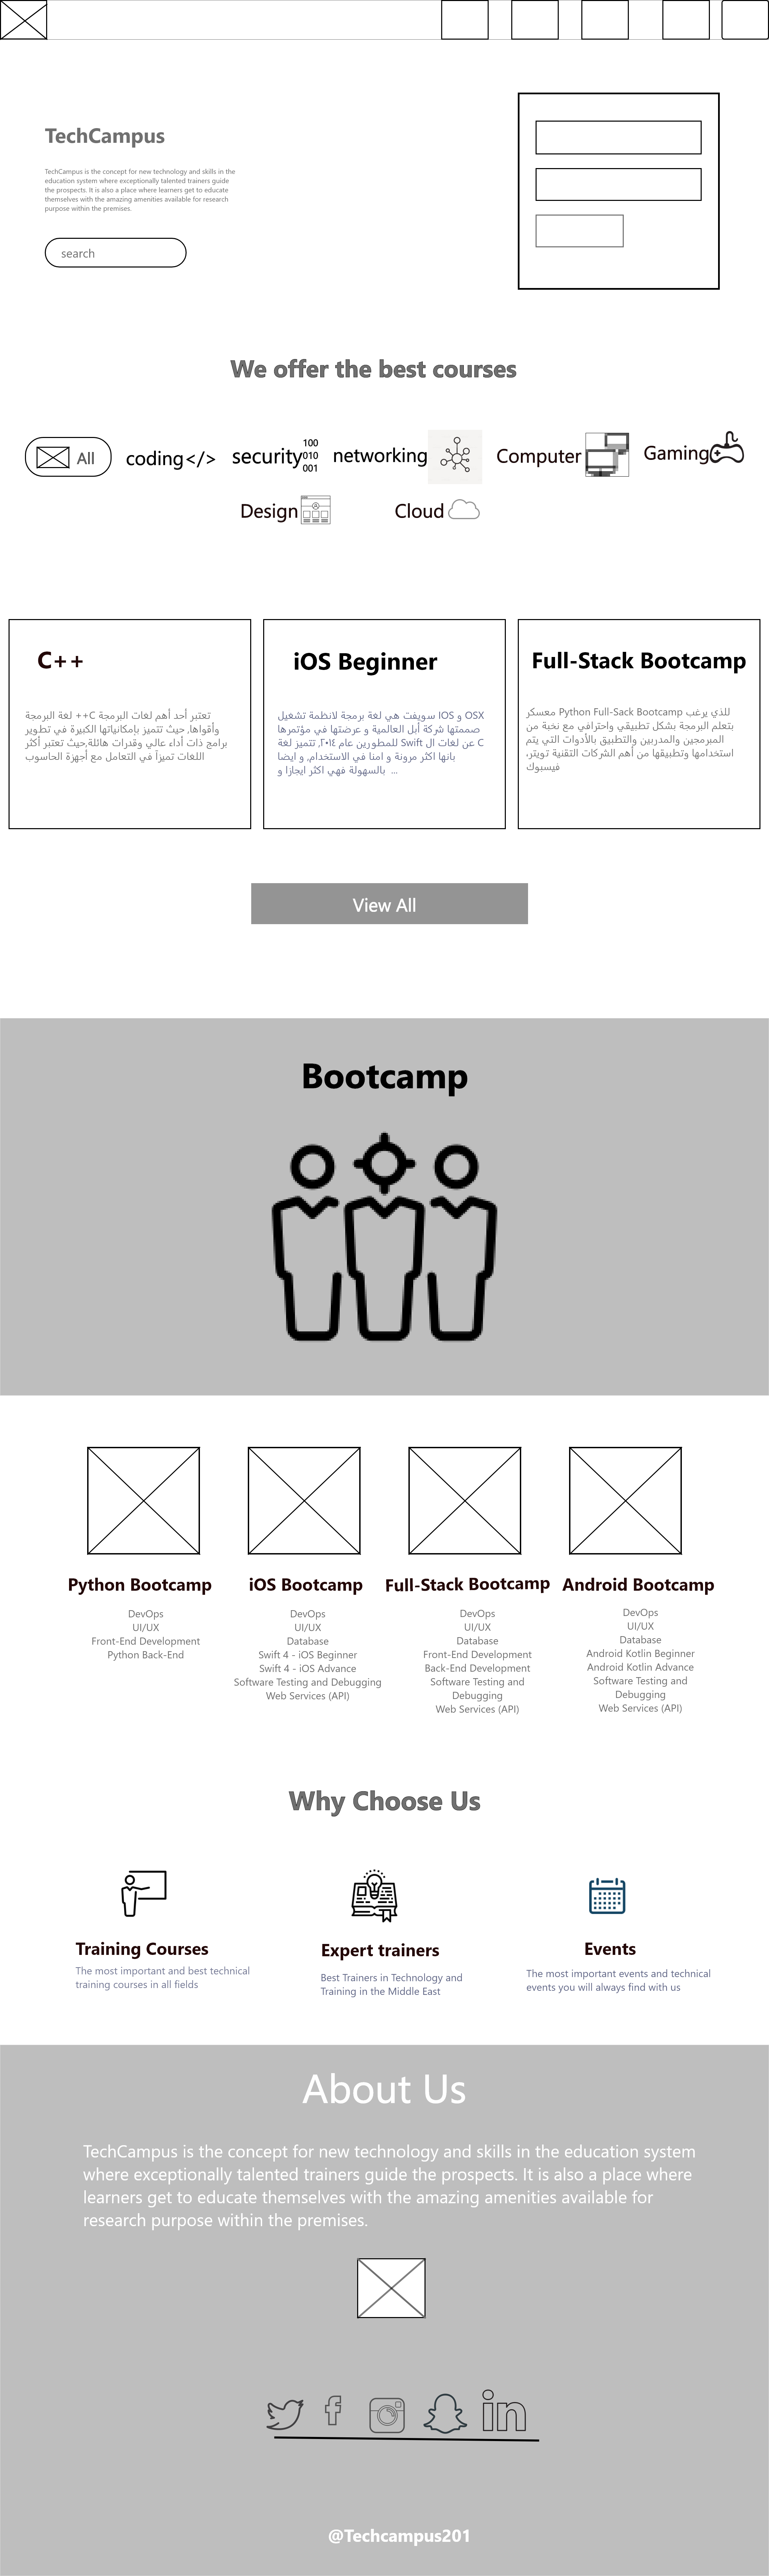 TechCampus
TechCampus is the concept for new technology and skills in the
education system where exceptionally talented trainers guide
the prospects. It is also a place where learners get to educate
themselves with the amazing amenities available for research
purpose within the premises.
search
We offer the best courses
All
coding</>
security
100
010
001
networking
Computer
Gaming
Design
Cloud
C++
تعتبر أحد أهم لغات البرمجة C++ لغة البرمجة
وأقواها, حيث تتميز بإمكانياتها الكبيرة في تطوير
برامج ذات أداء عالي وقدرات هائلة,حيث تعتبر أكثر
اللغات تميزآ في التعامل مع أجهزة الحاسوب
iOS Beginner
OSX و IOS سويفت هي لغة برمجة لانظمة تشغيل
صممتها شركة أبل العالمية و عرضتها في مؤتمرها
C عن لغات ال Swift للمطورين عام ٢٠١٤, تتميز لغة
بانها اكثر مرونة و امنا في الاستخدام, و ايضا
بالسهولة فهي اكثر ايجازا و ...
Full-Stack Bootcamp
للذي يرغب Python Full-Sack Bootcamp معسكر
بتعلم البرمجة بشكل تطبيقي واحترافي مع نخبة من
المبرمجين والمدربين والتطبيق بالأدوات التي يتم
استخدامها وتطبيقها من أهم الشركات التقنية تويتر،
فيسبوك
View All
Bootcamp
Python Bootcamp
DevOps
UI/UX
Front-End Development
Python Back-End
iOS Bootcamp
DevOps
UI/UX
Database
Swift 4 - iOS Beginner
Swift 4 - iOS Advance
Software Testing and Debugging
Web Services (API)
Full-Stack Bootcamp
DevOps
UI/UX
Database
Front-End Development
Back-End Development
Software Testing and
Debugging
Web Services (API)
Android Bootcamp
DevOps
UI/UX
Database
Android Kotlin Beginner
Android Kotlin Advance
Software Testing and
Debugging
Web Services (API)
Why Choose Us
Training Courses
The most important and best technical
training courses in all fields
Expert trainers
Best Trainers in Technology and
Training in the Middle East
Events
The most important events and technical
events you will always find with us
About Us
TechCampus is the concept for new technology and skills in the education system
where exceptionally talented trainers guide the prospects. It is also a place where
learners get to educate themselves with the amazing amenities available for
research purpose within the premises.
@Techcampus201